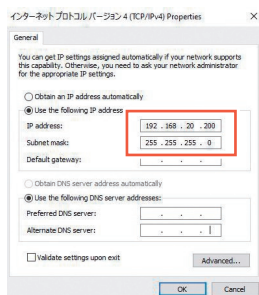 インターネット プロトコル バージョン 4 (TCP/IPv4) Properties
General
You can get IP settings assigned automatically if your network supports
this capability. Otherwise, you need to ask your network administrator
for the appropriate IP settings.
Obtain an IP address automatically
Use the following IP address
IP address: 192 . 168 . 20 . 200
Subnet mask: 255 . 255 . 255 . 0
Default gateway: . . .
Obtain DNS server address automatically
Use the following DNS server addresses:
Preferred DNS server: . . .
Alternate DNS server: . . .
Validate settings upon exit
Advanced...
OK Cancel